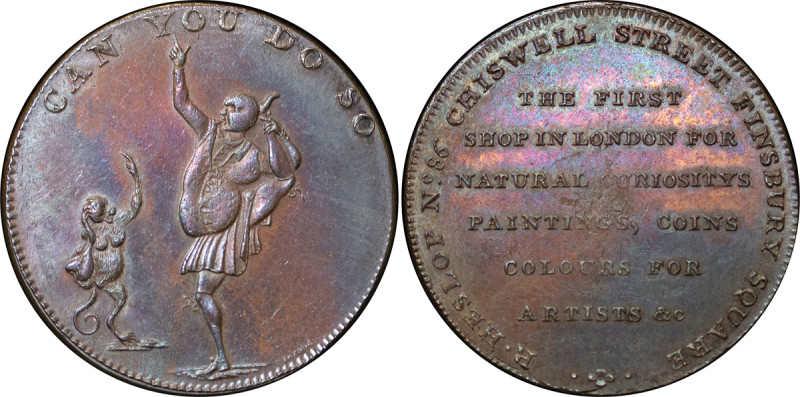 CAN YOU DO SO
H. HESLOP No. 86 CHISWELL STREET FINSBURY SQUARE
THE FIRST
SHOP IN LONDON FOR
NATURAL CURIOSITYS
PAINTINGS, COINS
COLOURS FOR
ARTISTS &c